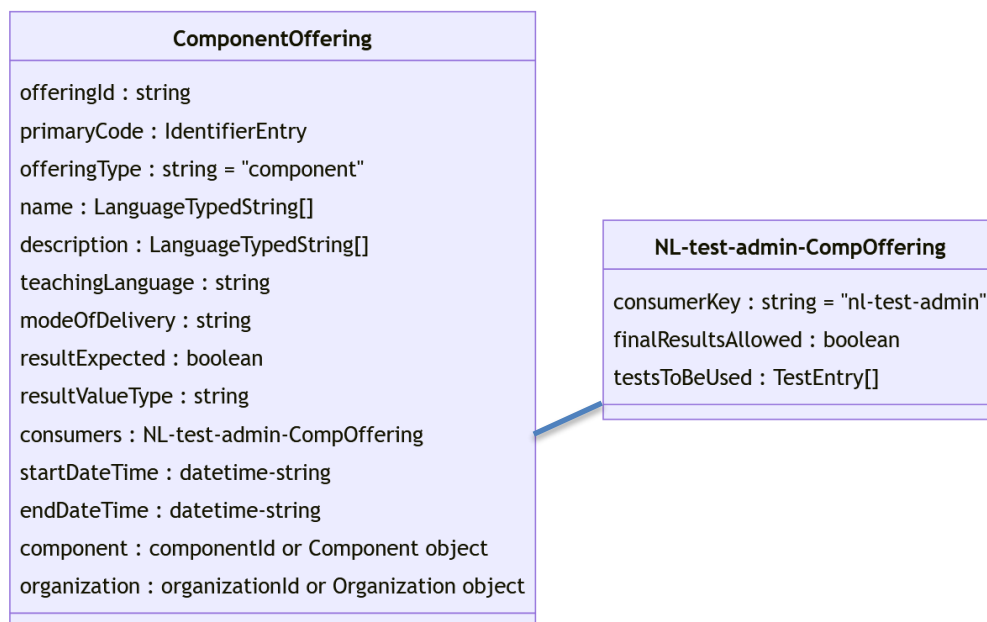 ComponentOffering
offeringId : string
primaryCode : IdentifierEntry
offeringType : string = "component"
name : LanguageTypedString[]
description : LanguageTypedString[]
teachingLanguage : string
modeOfDelivery : string
resultExpected : boolean
resultValueType : string
consumers : NL-test-admin-CompOffering
startDateTime : datetime-string
endDateTime : datetime-string
component : componentId or Component object
organization : organizationId or Organization object
NL-test-admin-CompOffering
consumerKey : string = "nl-test-admin"
finalResultsAllowed : boolean
testsToBeUsed : TestEntry[]